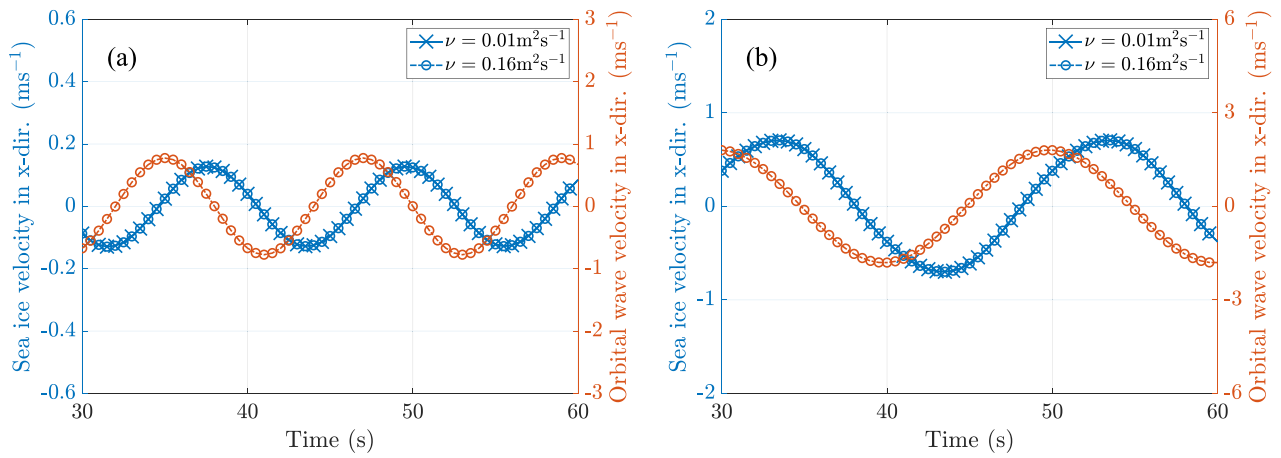 (a)
ν = 0.01m²s⁻¹
ν = 0.16m²s⁻¹
Sea ice velocity in x-dir. (ms⁻¹)
0.6
0.4
0.2
0
-0.2
-0.4
-0.6
3
2
1
0
-1
-2
-3
Orbital wave velocity in x-dir. (ms⁻¹)
30
40
50
60
Time (s)
(b)
ν = 0.01m²s⁻¹
ν = 0.16m²s⁻¹
Sea ice velocity in x-dir. (ms⁻¹)
2
1
0
-1
-2
6
3
0
-3
-6
Orbital wave velocity in x-dir. (ms⁻¹)
30
40
50
60
Time (s)